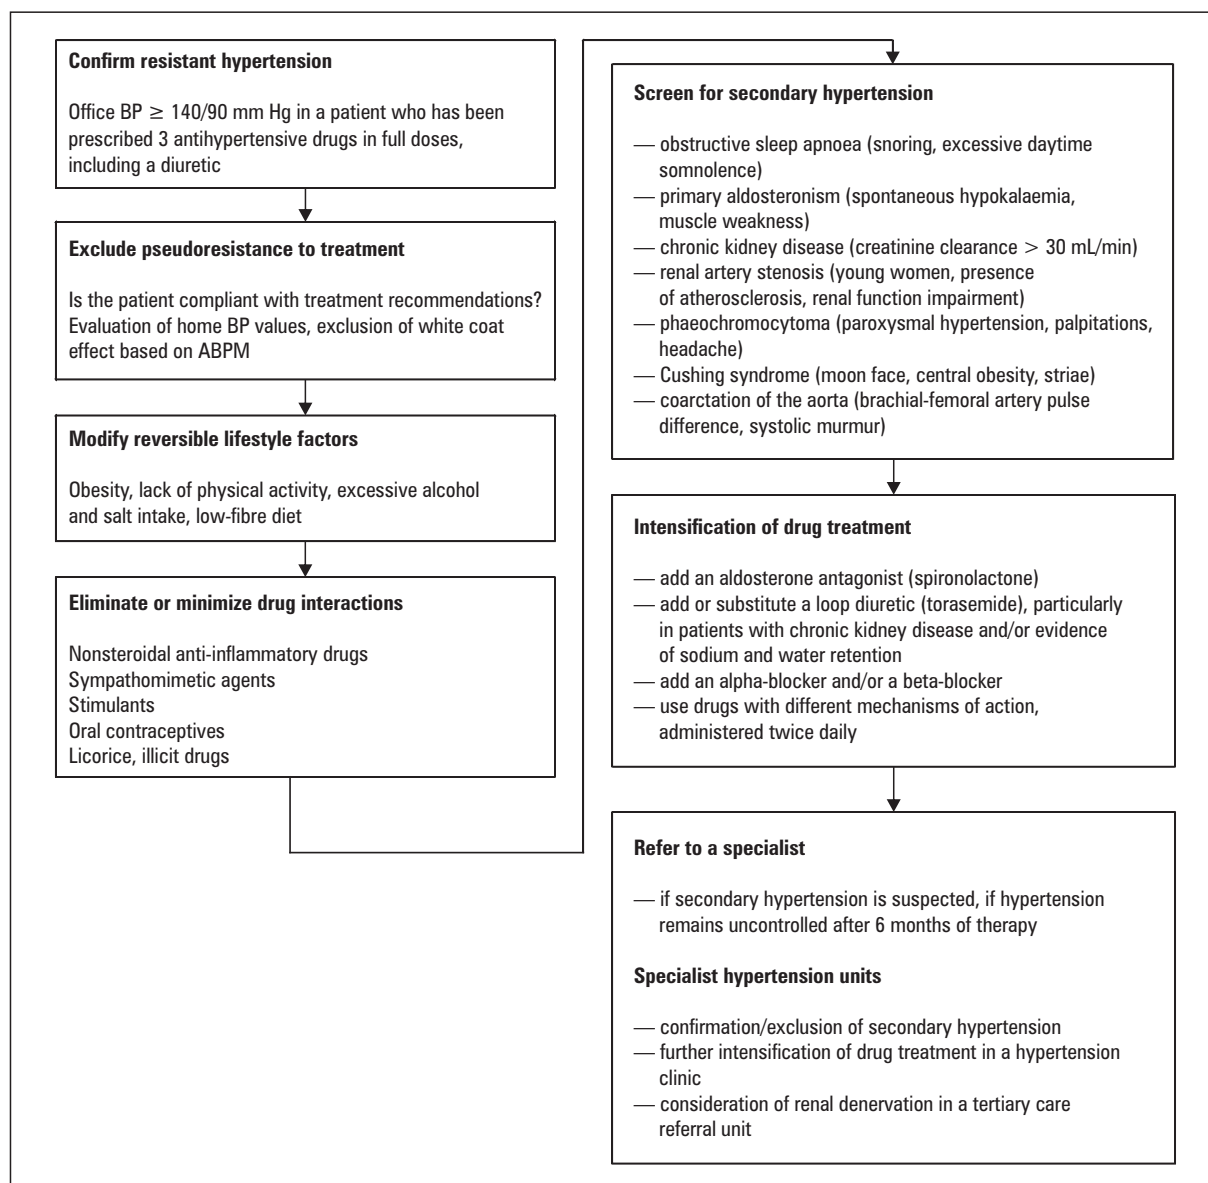 Confirm resistant hypertension
Office BP ≥ 140/90 mm Hg in a patient who has been
prescribed 3 antihypertensive drugs in full doses,
including a diuretic
Exclude pseudoresistance to treatment
Is the patient compliant with treatment recommendations?
Evaluation of home BP values, exclusion of white coat
effect based on ABPM
Modify reversible lifestyle factors
Obesity, lack of physical activity, excessive alcohol
and salt intake, low-fibre diet
Eliminate or minimize drug interactions
Nonsteroidal anti-inflammatory drugs
Sympathomimetic agents
Stimulants
Oral contraceptives
Licorice, illicit drugs
Screen for secondary hypertension
— obstructive sleep apnoea (snoring, excessive daytime
somnolence)
— primary aldosteronism (spontaneous hypokalaemia,
muscle weakness)
— chronic kidney disease (creatinine clearance > 30 mL/min)
— renal artery stenosis (young women, presence
of atherosclerosis, renal function impairment)
— phaeochromocytoma (paroxysmal hypertension, palpitations,
headache)
— Cushing syndrome (moon face, central obesity, striae)
— coarctation of the aorta (brachial-femoral artery pulse
difference, systolic murmur)
Intensification of drug treatment
— add an aldosterone antagonist (spironolactone)
— add or substitute a loop diuretic (torasemide), particularly
in patients with chronic kidney disease and/or evidence
of sodium and water retention
— add an alpha-blocker and/or a beta-blocker
— use drugs with different mechanisms of action,
administered twice daily
Refer to a specialist
— if secondary hypertension is suspected, if hypertension
remains uncontrolled after 6 months of therapy
Specialist hypertension units
— confirmation/exclusion of secondary hypertension
— further intensification of drug treatment in a hypertension
clinic
— consideration of renal denervation in a tertiary care
referral unit